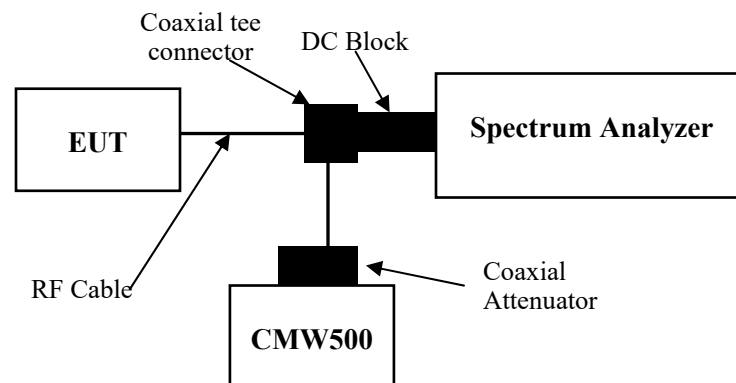 Coaxial tee
connector
DC Block
EUT
Spectrum Analyzer
RF Cable
Coaxial
Attenuator
CMW500